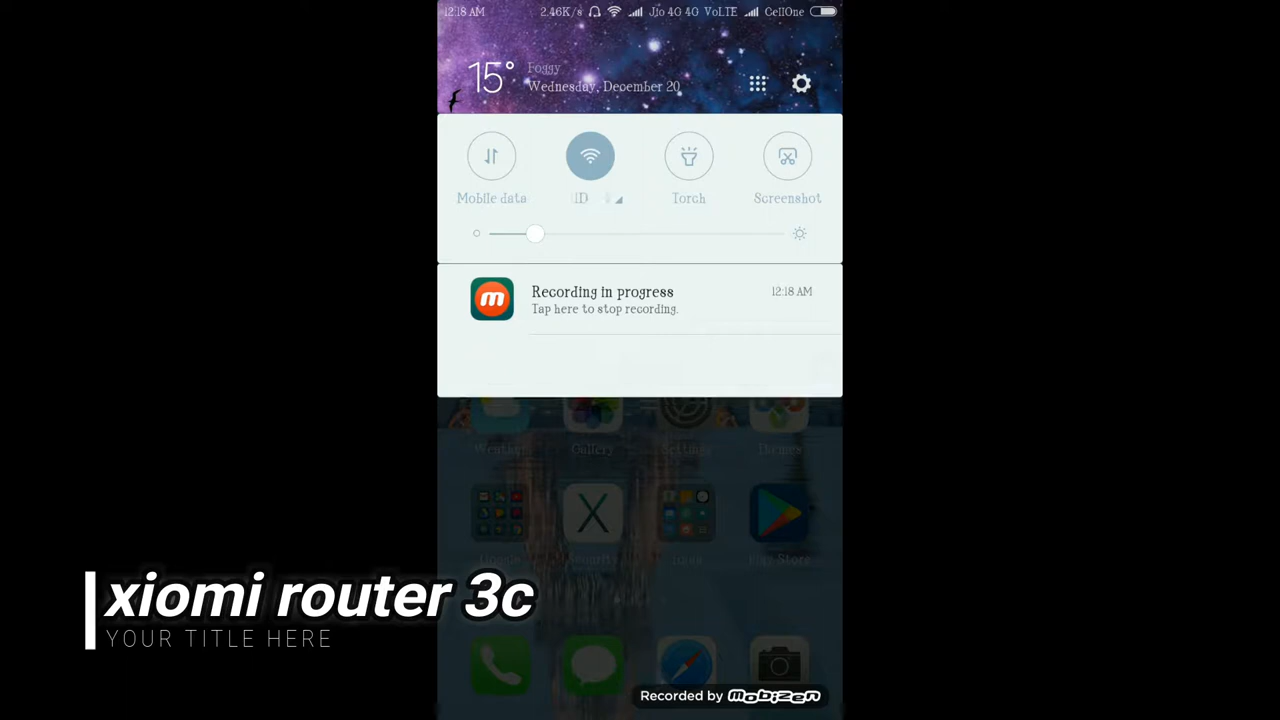 12:18 AM 2.46K/s Jio 4G 4G VoLTE CellOne
15° Foggy
Wednesday, December 20
Mobile data
Torch
Screenshot
Recording in progress 12:18 AM
Tap here to stop recording.
Weather Gallery Settings Themes
Google Security Play Store
xiomi router 3c
YOUR TITLE HERE
Recorded by mobizen